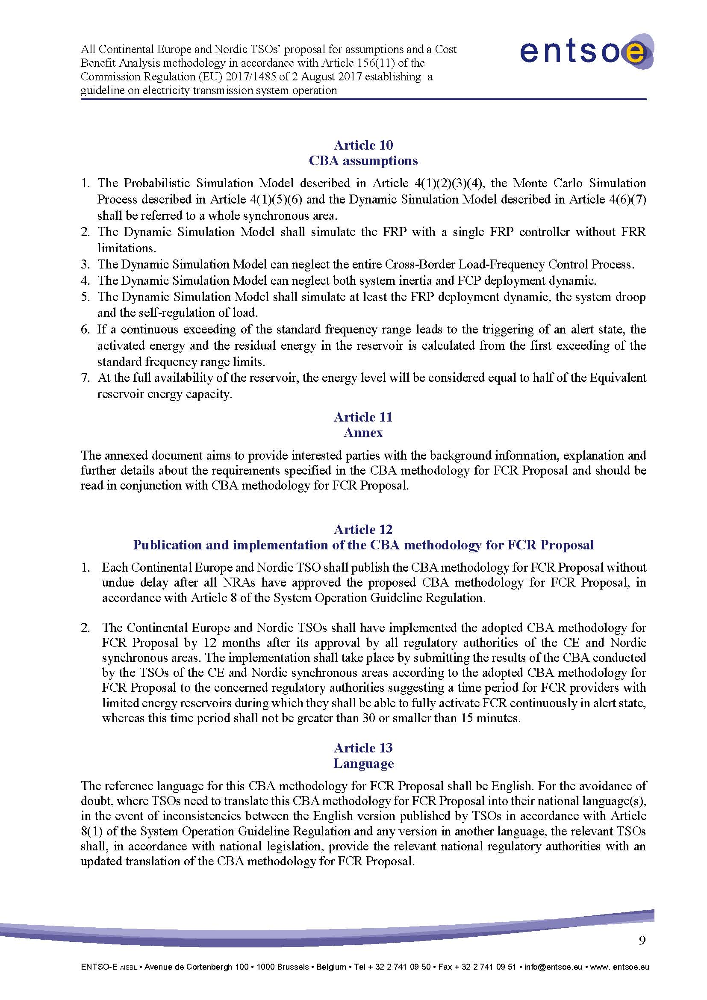 All Continental Europe and Nordic TSOs’ proposal for assumptions and a Cost
Benefit Analysis methodology in accordance with Article 156(11) of the
Commission Regulation (EU) 2017/1485 of 2 August 2017 establishing a
guideline on electricity transmission system operation
entsoe
Article 10
CBA assumptions
1. The Probabilistic Simulation Model described in Article 4(1)(2)(3)(4), the Monte Carlo Simulation
Process described in Article 4(1)(5)(6) and the Dynamic Simulation Model described in Article 4(6)(7)
shall be referred to a whole synchronous area.
2. The Dynamic Simulation Model shall simulate the FRP with a single FRP controller without FRR
limitations.
3. The Dynamic Simulation Model can neglect the entire Cross-Border Load-Frequency Control Process.
4. The Dynamic Simulation Model can neglect both system inertia and FCP deployment dynamic.
5. The Dynamic Simulation Model shall simulate at least the FRP deployment dynamic, the system droop
and the self-regulation of load.
6. If a continuous exceeding of the standard frequency range leads to the triggering of an alert state, the
activated energy and the residual energy in the reservoir is calculated from the first exceeding of the
standard frequency range limits.
7. At the full availability of the reservoir, the energy level will be considered equal to half of the Equivalent
reservoir energy capacity.
Article 11
Annex
The annexed document aims to provide interested parties with the background information, explanation and
further details about the requirements specified in the CBA methodology for FCR Proposal and should be
read in conjunction with CBA methodology for FCR Proposal.
Article 12
Publication and implementation of the CBA methodology for FCR Proposal
1. Each Continental Europe and Nordic TSO shall publish the CBA methodology for FCR Proposal without
undue delay after all NRAs have approved the proposed CBA methodology for FCR Proposal, in
accordance with Article 8 of the System Operation Guideline Regulation.
2. The Continental Europe and Nordic TSOs shall have implemented the adopted CBA methodology for
FCR Proposal by 12 months after its approval by all regulatory authorities of the CE and Nordic
synchronous areas. The implementation shall take place by submitting the results of the CBA conducted
by the TSOs of the CE and Nordic synchronous areas according to the adopted CBA methodology for
FCR Proposal to the concerned regulatory authorities suggesting a time period for FCR providers with
limited energy reservoirs during which they shall be able to fully activate FCR continuously in alert state,
whereas this time period shall not be greater than 30 or smaller than 15 minutes.
Article 13
Language
The reference language for this CBA methodology for FCR Proposal shall be English. For the avoidance of
doubt, where TSOs need to translate this CBA methodology for FCR Proposal into their national language(s),
in the event of inconsistencies between the English version published by TSOs in accordance with Article
8(1) of the System Operation Guideline Regulation and any version in another language, the relevant TSOs
shall, in accordance with national legislation, provide the relevant national regulatory authorities with an
updated translation of the CBA methodology for FCR Proposal.
9
ENTSO-E AISBL • Avenue de Cortenbergh 100 • 1000 Brussels • Belgium • Tel + 32 2 741 09 50 • Fax + 32 2 741 09 51 • info@entsoe.eu • www. entsoe.eu